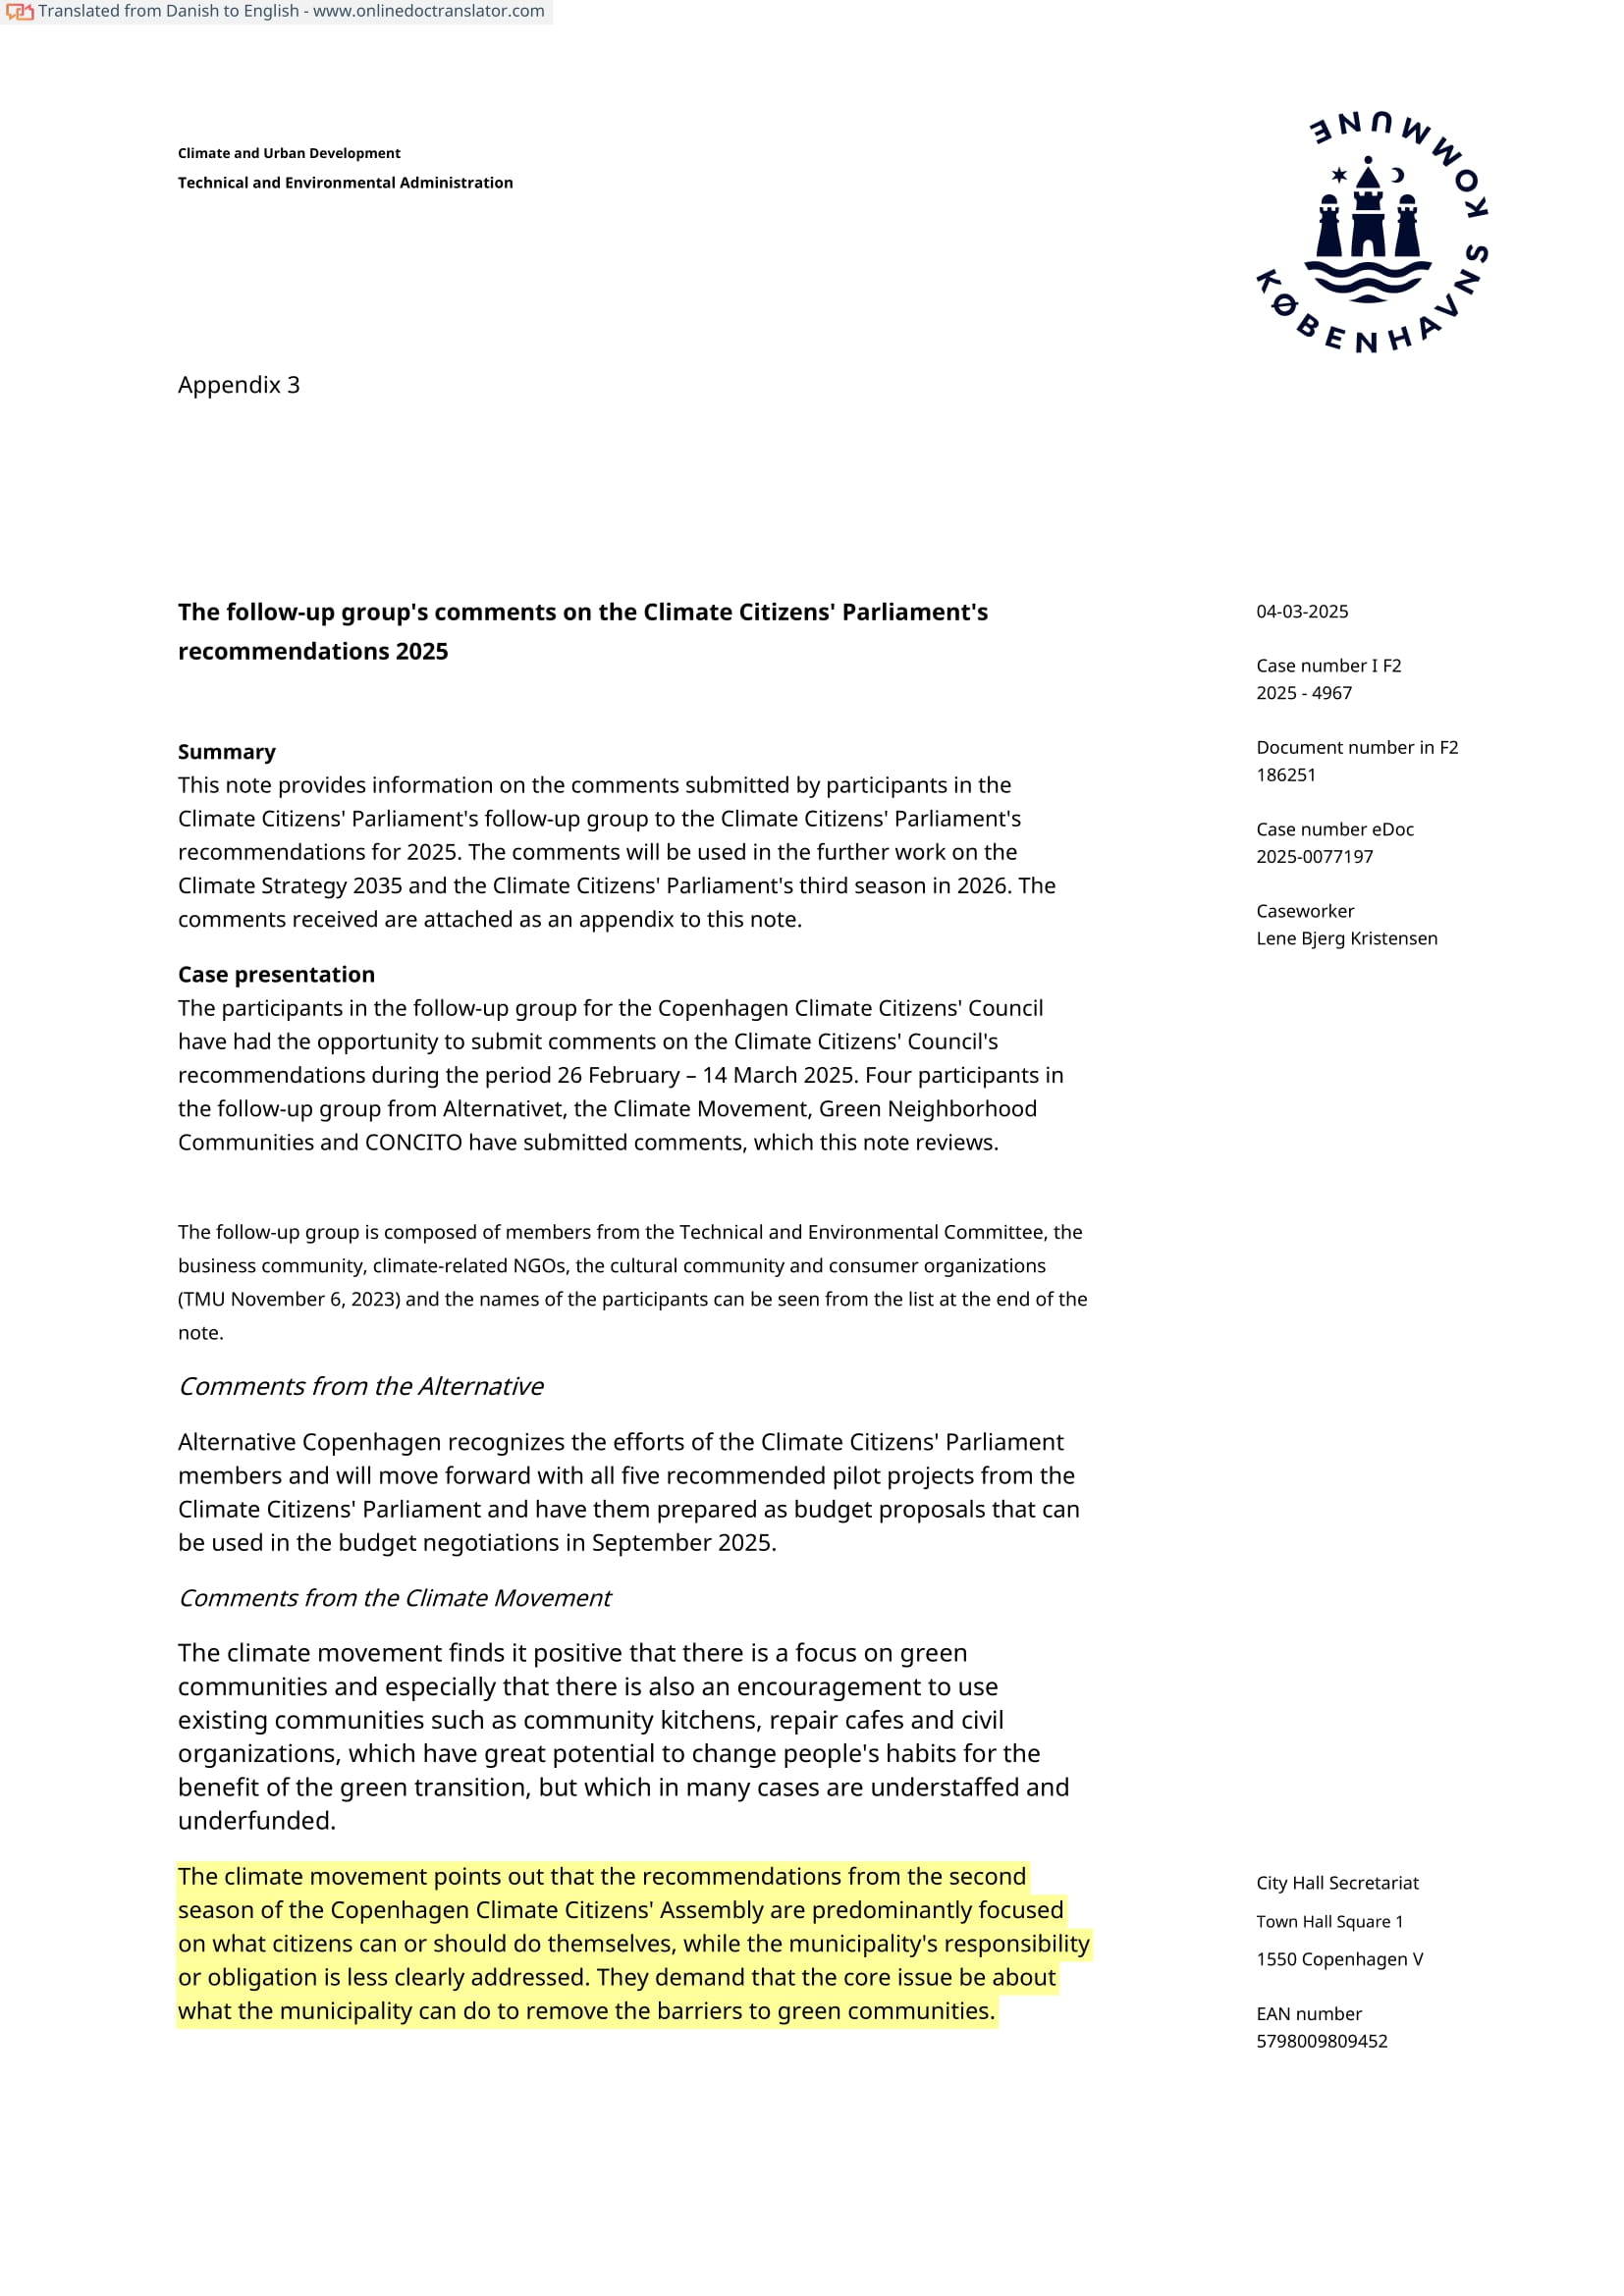 Translated from Danish to English - www.onlinedoctranslator.com
Climate and Urban Development
Technical and Environmental Administration
KØBENHAVNS KOMMUNE
Appendix 3
The follow-up group's comments on the Climate Citizens' Parliament's
recommendations 2025
Summary
This note provides information on the comments submitted by participants in the
Climate Citizens' Parliament's follow-up group to the Climate Citizens' Parliament's
recommendations for 2025. The comments will be used in the further work on the
Climate Strategy 2035 and the Climate Citizens' Parliament's third season in 2026. The
comments received are attached as an appendix to this note.
Case presentation
The participants in the follow-up group for the Copenhagen Climate Citizens' Council
have had the opportunity to submit comments on the Climate Citizens' Council's
recommendations during the period 26 February – 14 March 2025. Four participants in
the follow-up group from Alternativet, the Climate Movement, Green Neighborhood
Communities and CONCITO have submitted comments, which this note reviews.
The follow-up group is composed of members from the Technical and Environmental Committee, the
business community, climate-related NGOs, the cultural community and consumer organizations
(TMU November 6, 2023) and the names of the participants can be seen from the list at the end of the
note.
Comments from the Alternative
Alternative Copenhagen recognizes the efforts of the Climate Citizens' Parliament
members and will move forward with all five recommended pilot projects from the
Climate Citizens' Parliament and have them prepared as budget proposals that can
be used in the budget negotiations in September 2025.
Comments from the Climate Movement
The climate movement finds it positive that there is a focus on green
communities and especially that there is also an encouragement to use
existing communities such as community kitchens, repair cafes and civil
organizations, which have great potential to change people's habits for the
benefit of the green transition, but which in many cases are understaffed and
underfunded.
The climate movement points out that the recommendations from the second
season of the Copenhagen Climate Citizens' Assembly are predominantly focused
on what citizens can or should do themselves, while the municipality's responsibility
or obligation is less clearly addressed. They demand that the core issue be about
what the municipality can do to remove the barriers to green communities.
04-03-2025
Case number I F2
2025 - 4967
Document number in F2
186251
Case number eDoc
2025-0077197
Caseworker
Lene Bjerg Kristensen
City Hall Secretariat
Town Hall Square 1
1550 Copenhagen V
EAN number
5798009809452